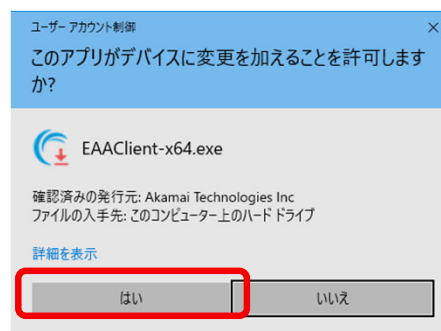 ユーザー アカウント制御
このアプリがデバイスに変更を加えることを許可します
か?
EAAClient-x64.exe
確認済みの発行元: Akamai Technologies Inc
ファイルの入手先: このコンピューター上のハード ドライブ
詳細を表示
はい
いいえ